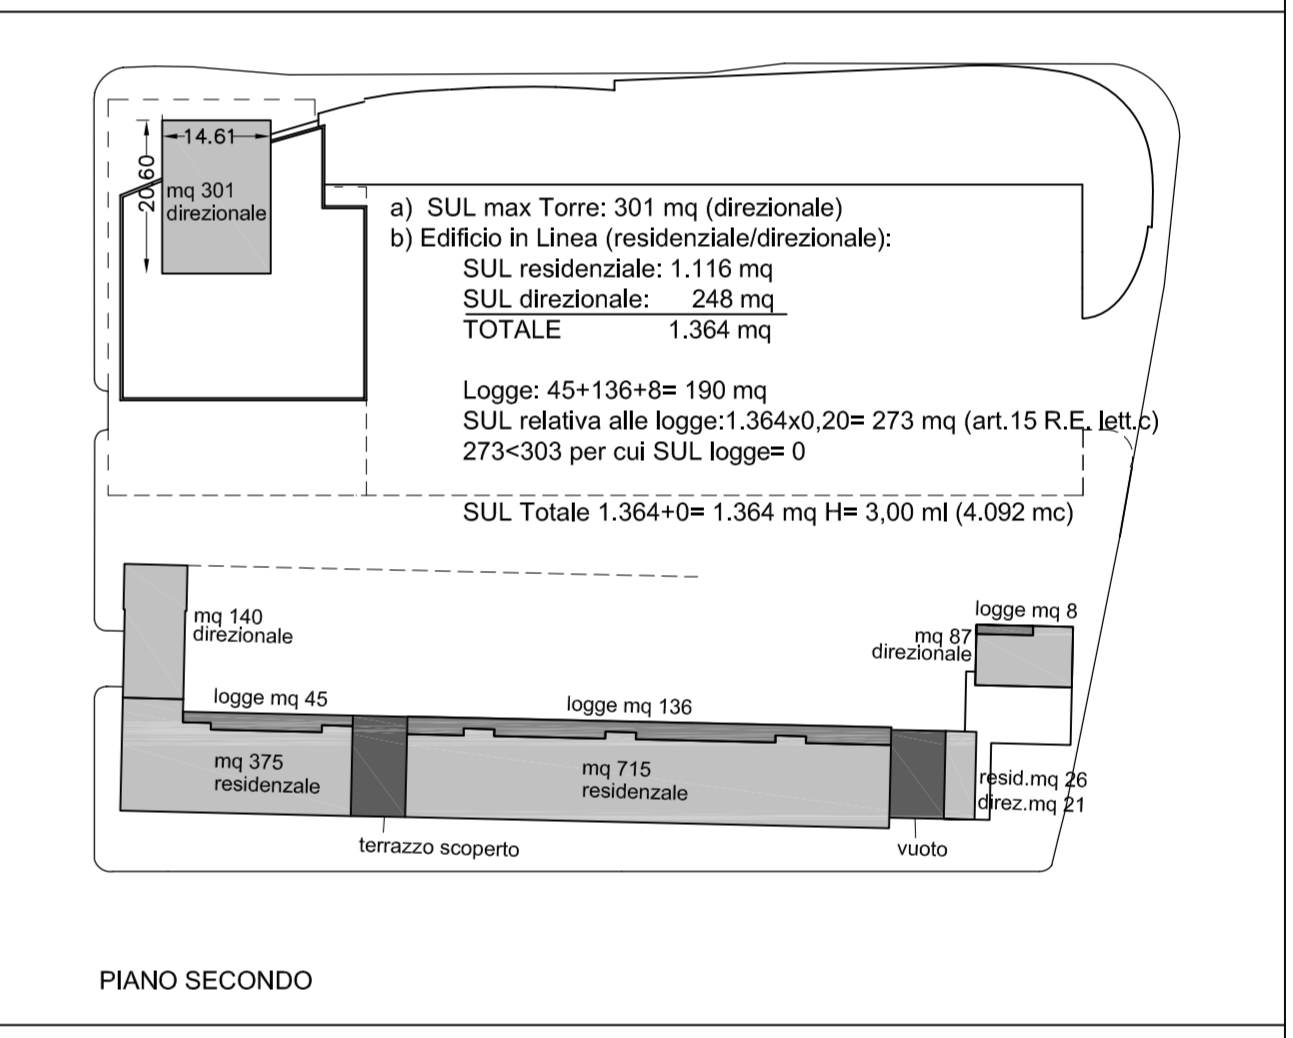 14.61
20.60
mq 301
direzionale
a) SUL max Torre: 301 mq (direzionale)
b) Edificio in Linea (residenziale/direzionale):
SUL residenziale: 1.116 mq
SUL direzionale: 248 mq
TOTALE 1.364 mq
Logge: 45+136+8= 190 mq
SUL relativa alle logge:1.364x0,20= 273 mq (art.15 R.E. lett.c)
273<303 per cui SUL logge= 0
SUL Totale 1.364+0= 1.364 mq H= 3,00 ml (4.092 mc)
mq 140
direzionale
logge mq 8
mq 87
direzionale
logge mq 45
logge mq 136
mq 375
residenzale
mq 715
residenzale
resid.mq 26
direz.mq 21
terrazzo scoperto
vuoto
PIANO SECONDO